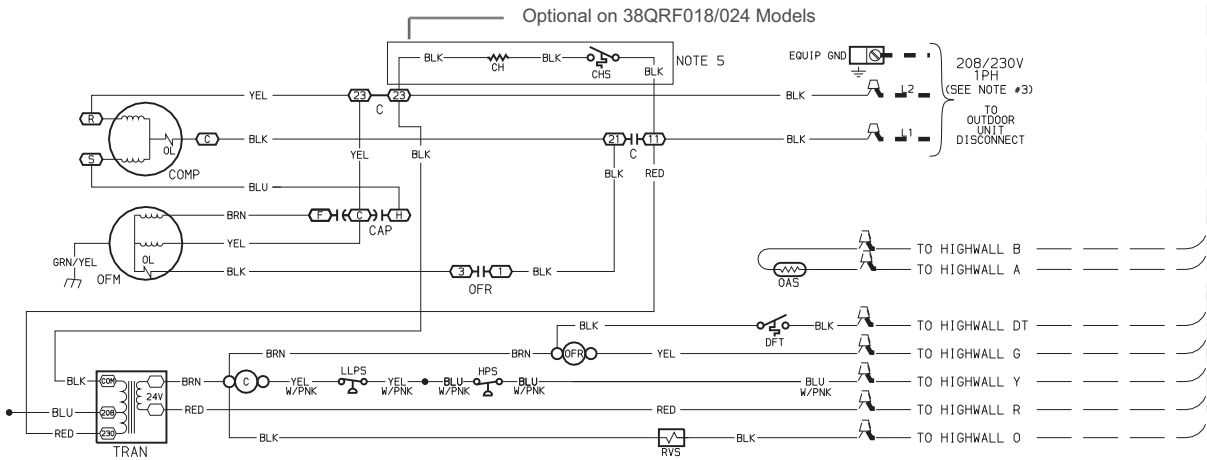 Optional on 38QRF018/024 Models
BLK CH BLK CHS BLK NOTE 5
EQUIP GND
208/230V
1PH
(SEE NOTE #3)
TO
OUTDOOR
UNIT
DISCONNECT
YEL 23 23 C BLK L2
R
OL C BLK 21 C 11 BLK L1
S COMP
YEL BLK BLK RED
BLU
BRN F C H
CAP
YEL
OL
GRN/YEL OFM
BLK 3 1 BLK
OFR
OAS
TO HIGHWALL B
TO HIGHWALL A
BLK DFT BLK TO HIGHWALL DT
BRN BRN OFR YEL TO HIGHWALL G
BLK COM BRN C YEL W/PNK LLPS YEL W/PNK BLU W/PNK HPS BLU W/PNK BLU W/PNK TO HIGHWALL Y
24V
BLU 208 RED RED TO HIGHWALL R
RED 230 BLK RVS BLK TO HIGHWALL O
TRAN